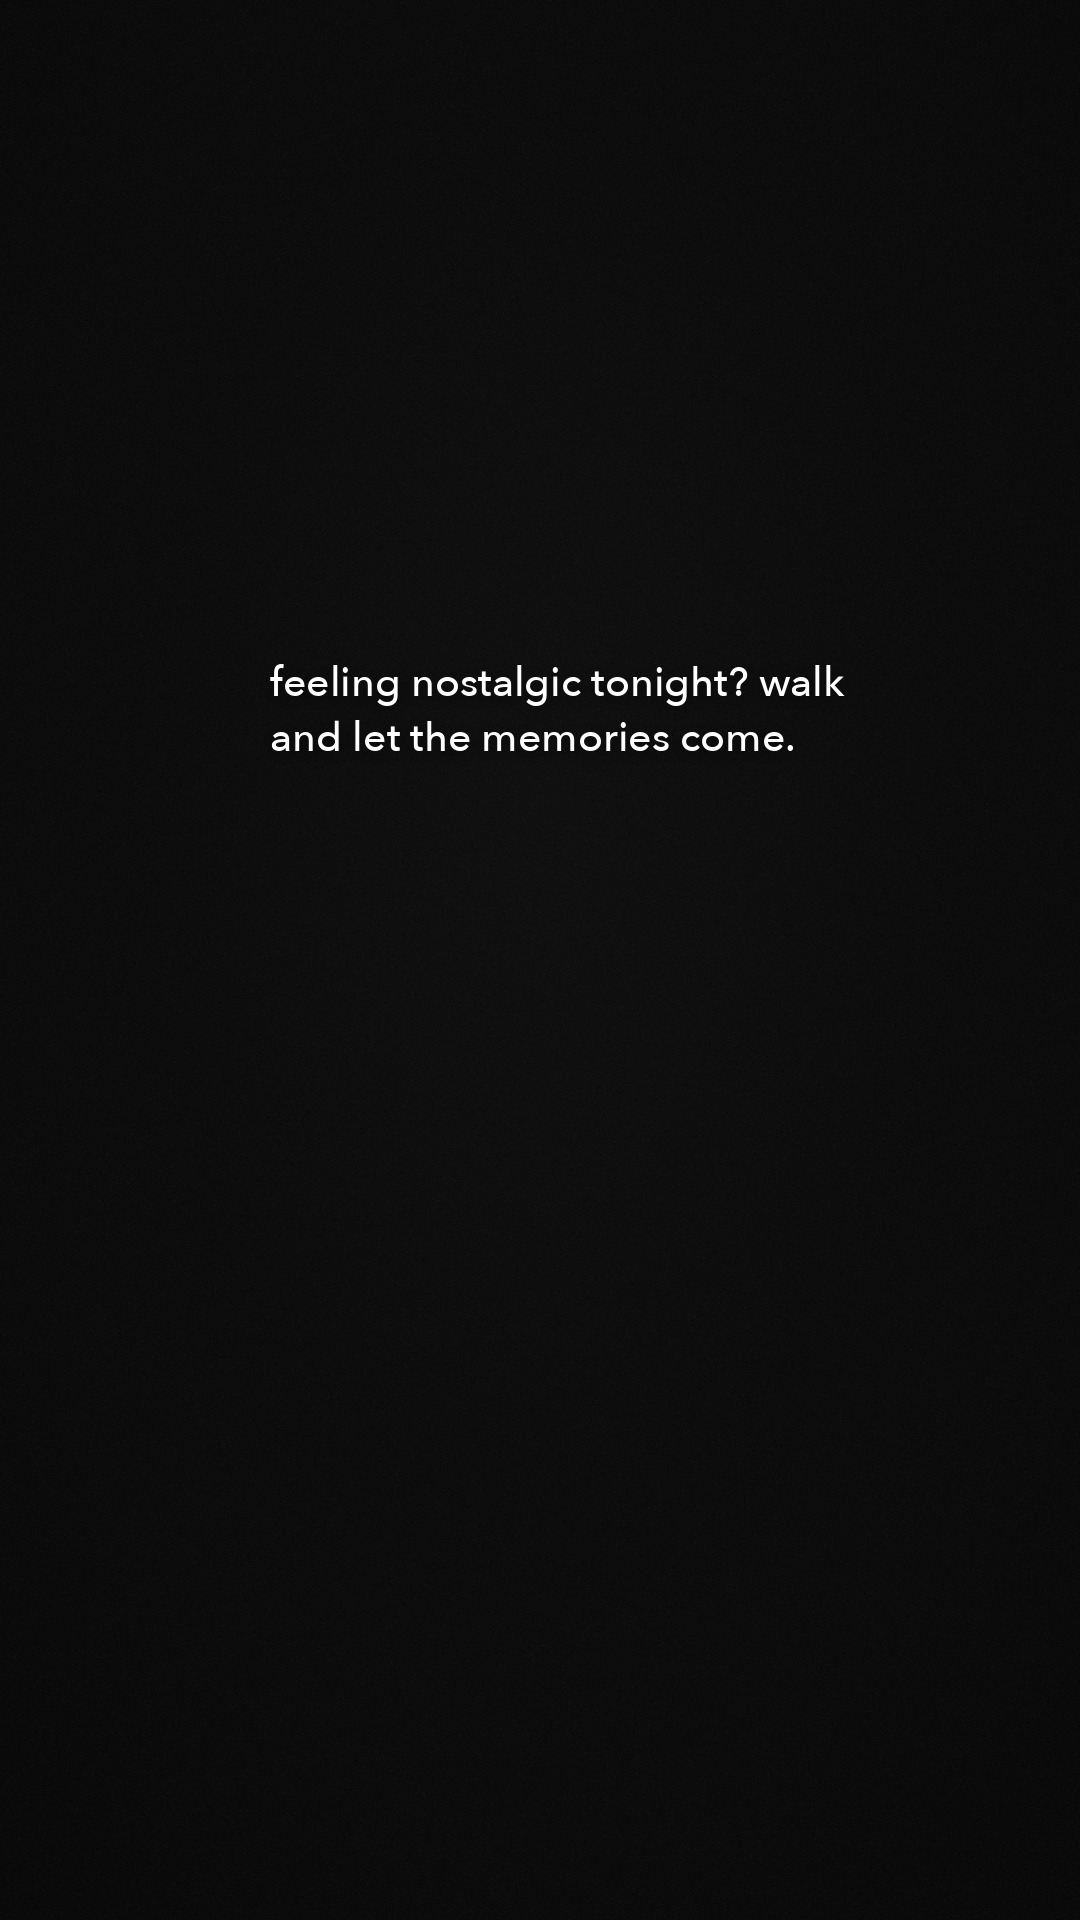 feeling nostalgic tonight? walk
and let the memories come.